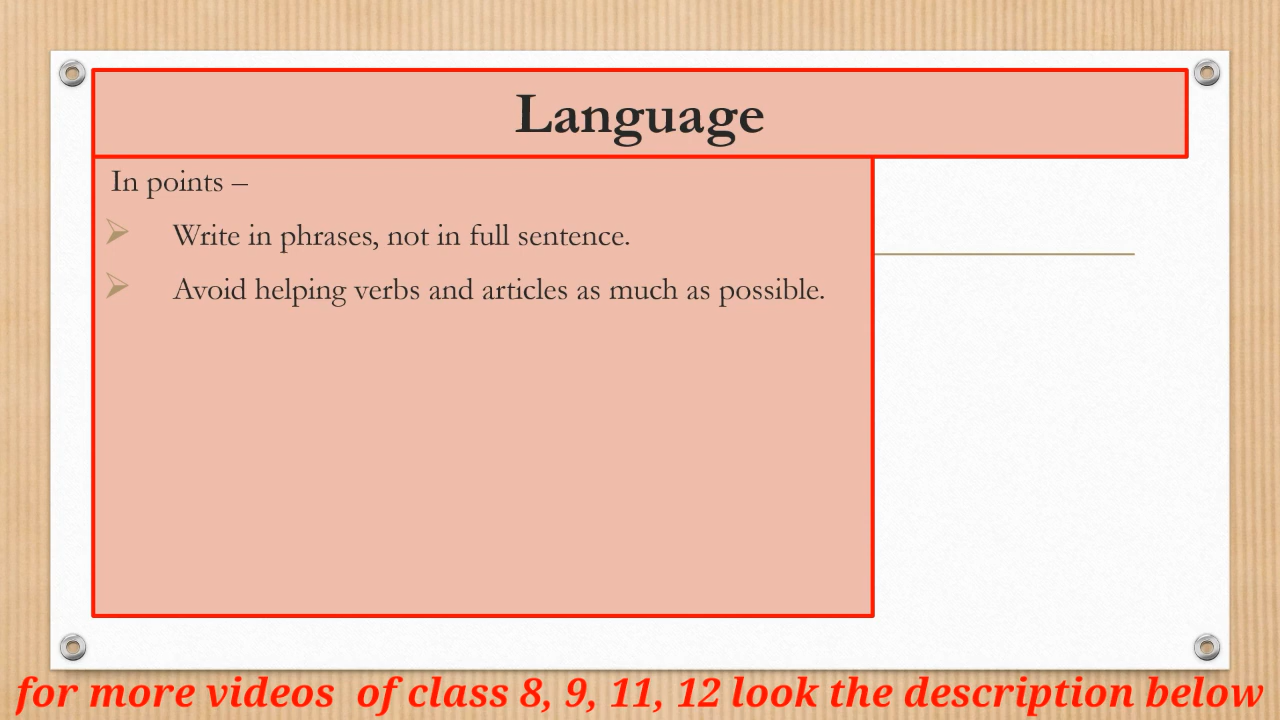 Language
In points –
Write in phrases, not in full sentence.
Avoid helping verbs and articles as much as possible.
for more videos  of class 8, 9, 11, 12 look the description below